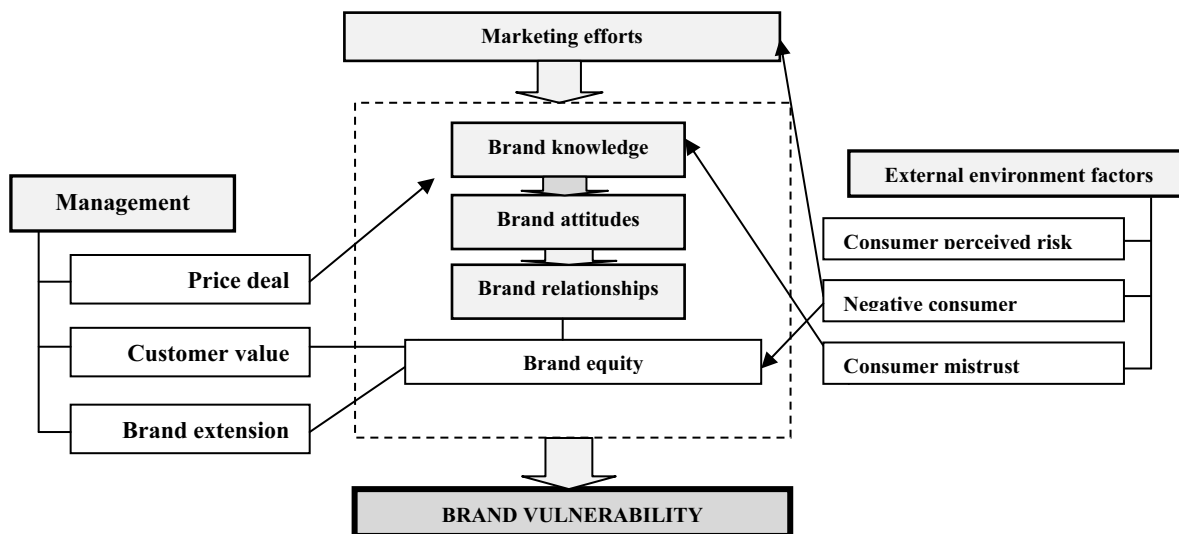 Marketing efforts
Brand knowledge
External environment factors
Management
Brand attitudes
Consumer perceived risk
Price deal
Brand relationships
Negative consumer
Customer value
Brand equity
Consumer mistrust
Brand extension
BRAND VULNERABILITY